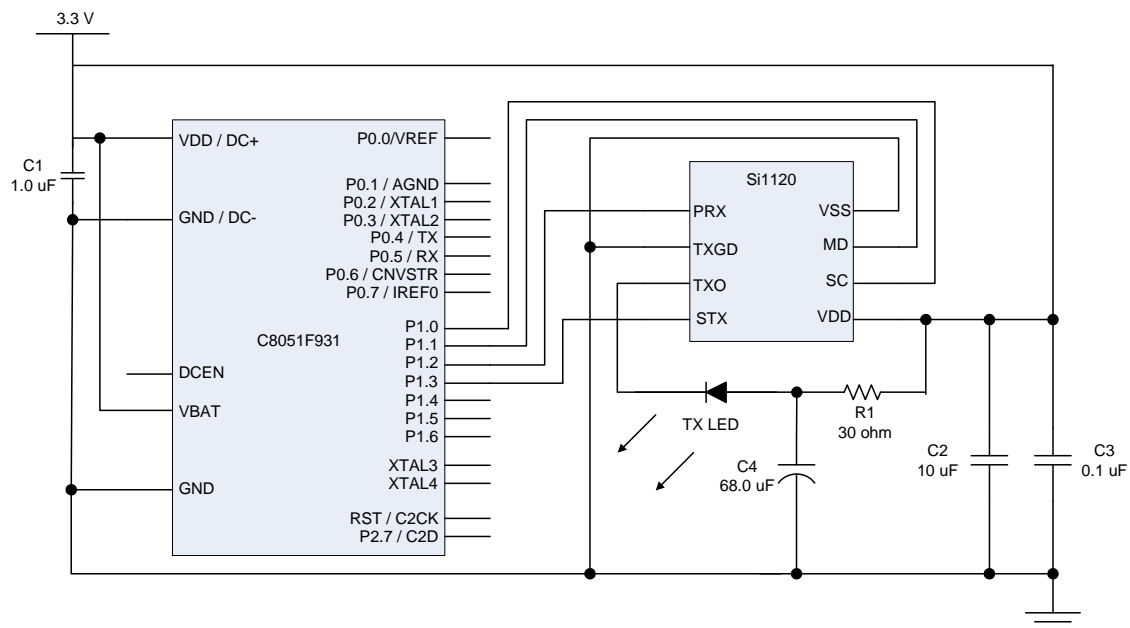 3.3 V
C1
1.0 uF
VDD / DC+
GND / DC-
C8051F931
DCEN
VBAT
GND
P0.0/VREF
P0.1 / AGND
P0.2 / XTAL1
P0.3 / XTAL2
P0.4 / TX
P0.5 / RX
P0.6 / CNVSTR
P0.7 / IREF0
P1.0
P1.1
P1.2
P1.3
P1.4
P1.5
P1.6
XTAL3
XTAL4
RST / C2CK
P2.7 / C2D
Si1120
PRX
TXGD
TXO
STX
VSS
MD
SC
VDD
TX LED
R1
30 ohm
C4
68.0 uF
C2
10 uF
C3
0.1 uF